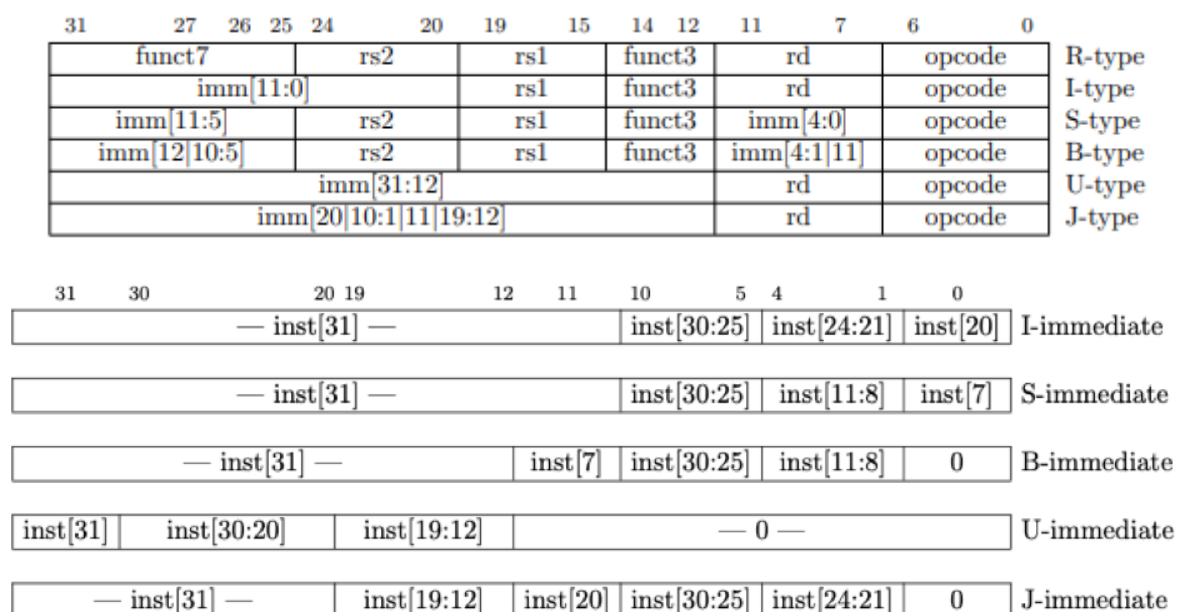 31 27 26 25 24 20 19 15 14 12 11 7 6 0
funct7 rs2 rs1 funct3 rd opcode R-type
imm[11:0] rs1 funct3 rd opcode I-type
imm[11:5] rs2 rs1 funct3 imm[4:0] opcode S-type
imm[12|10:5] rs2 rs1 funct3 imm[4:1|11] opcode B-type
imm[31:12] rd opcode U-type
imm[20|10:1|11|19:12] rd opcode J-type
31 30 20 19 12 11 10 5 4 1 0
— inst[31] — inst[30:25] inst[24:21] inst[20] I-immediate
— inst[31] — inst[30:25] inst[11:8] inst[7] S-immediate
— inst[31] — inst[7] inst[30:25] inst[11:8] 0 B-immediate
inst[31] inst[30:20] inst[19:12] — 0 — U-immediate
— inst[31] — inst[19:12] inst[20] inst[30:25] inst[24:21] 0 J-immediate